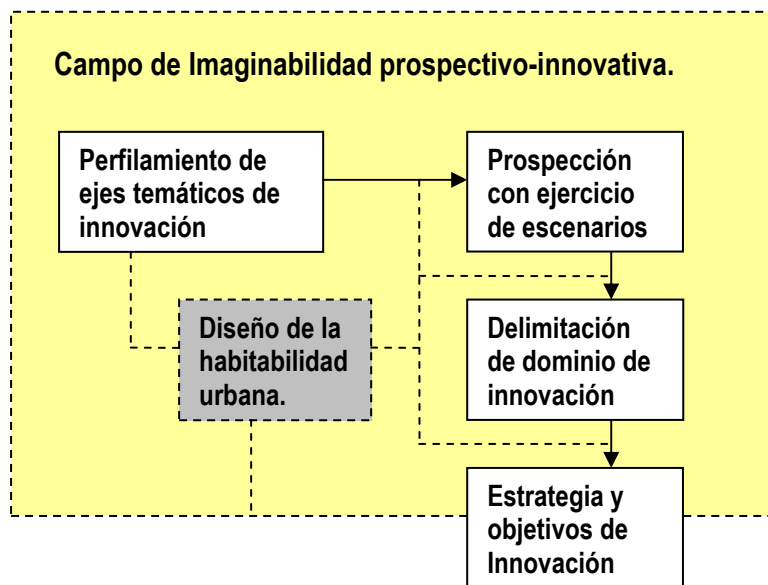 Campo de Imaginabilidad prospectivo-innovativa.
Perfilamiento de
ejes temáticos de
innovación
Prospección
con ejercicio
de escenarios
Diseño de la
habitabilidad
urbana.
Delimitación
de dominio de
innovación
Estrategia y
objetivos de
Innovación